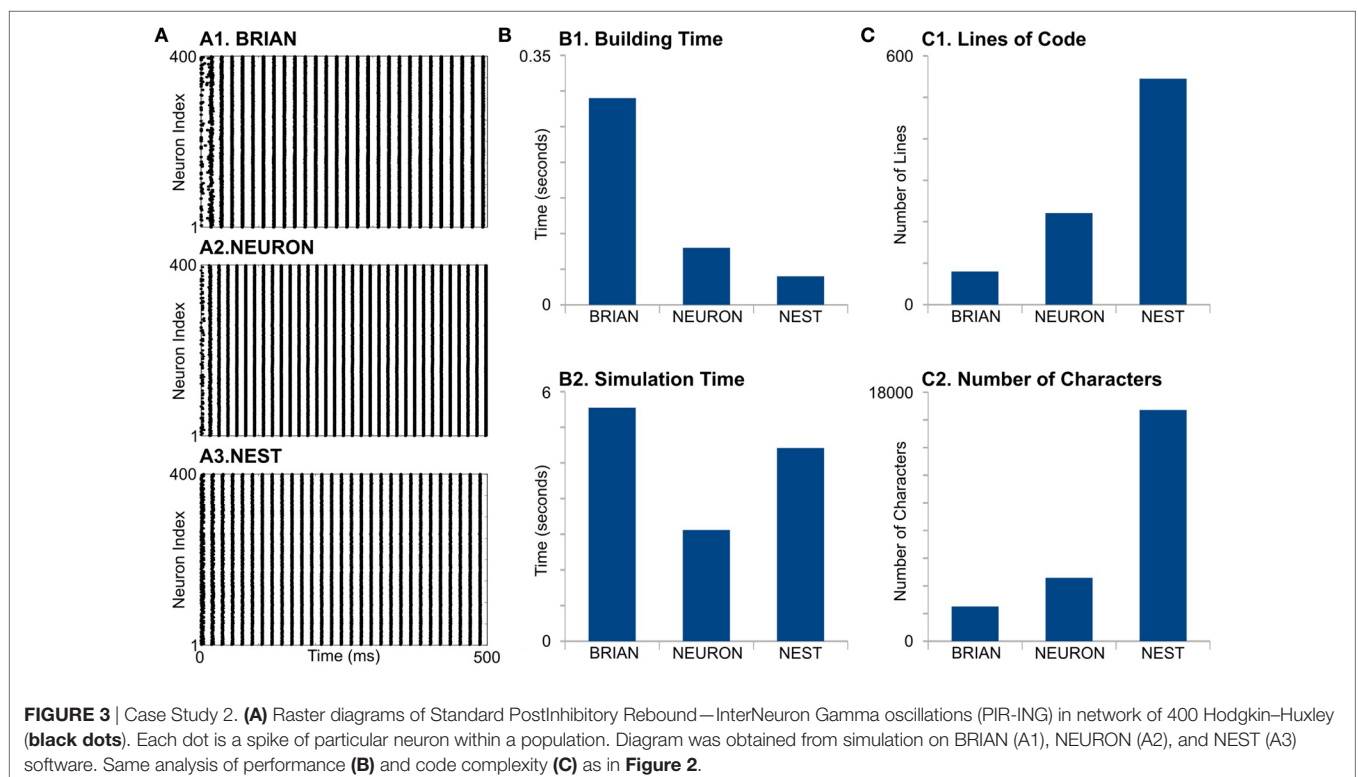 A
A1. BRIAN
400
Neuron Index
1
A2.NEURON
400
Neuron Index
1
A3.NEST
400
Neuron Index
1
0
Time (ms)
500
B
B1. Building Time
0.35
Time (seconds)
0
BRIAN
NEURON
NEST
B2. Simulation Time
6
Time (seconds)
0
BRIAN
NEURON
NEST
C
C1. Lines of Code
600
Number of Lines
0
BRIAN
NEURON
NEST
C2. Number of Characters
18000
Number of Characters
0
BRIAN
NEURON
NEST
FIGURE 3 | Case Study 2. (A) Raster diagrams of Standard PostInhibitory Rebound—InterNeuron Gamma oscillations (PIR-ING) in network of 400 Hodgkin–Huxley
(black dots). Each dot is a spike of particular neuron within a population. Diagram was obtained from simulation on BRIAN (A1), NEURON (A2), and NEST (A3)
software. Same analysis of performance (B) and code complexity (C) as in Figure 2.